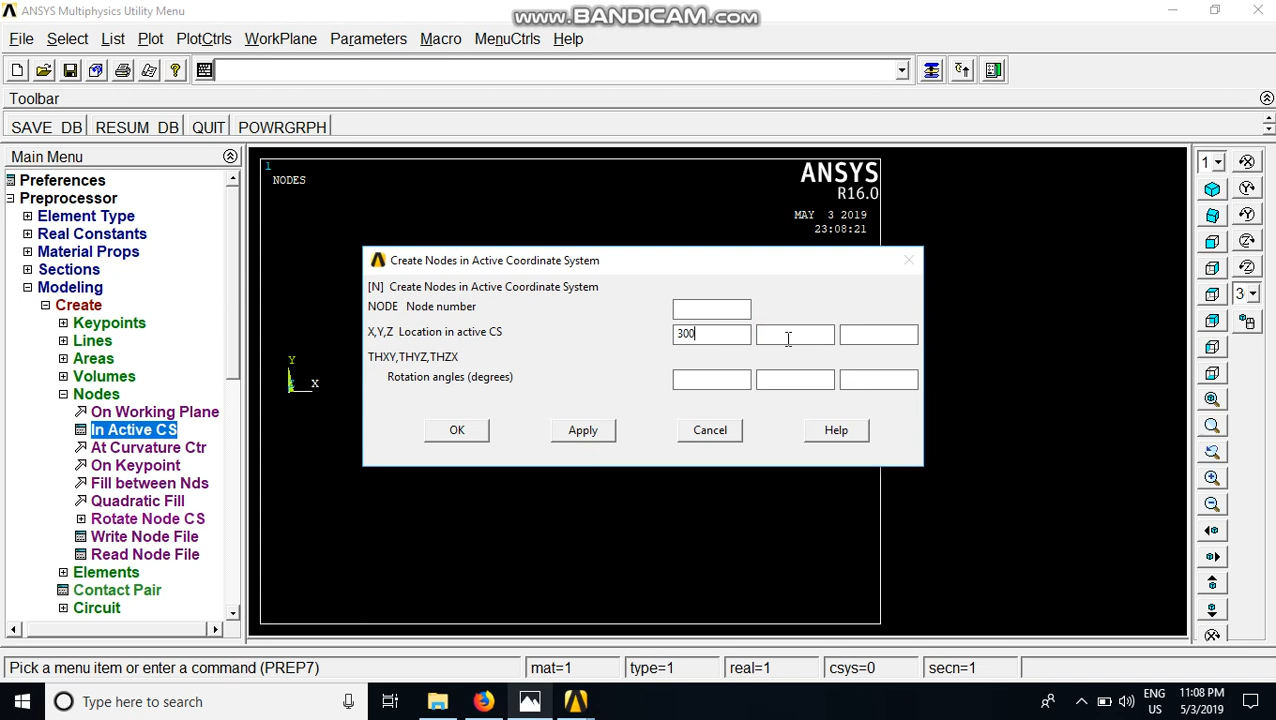 ANSYS Multiphysics Utility Menu
www.BANDICAM.com
File Select List Plot PlotCtrls WorkPlane Parameters Macro MenuCtrls Help
Toolbar
SAVE_DB RESUM_DB QUIT POWRGRPH
Main Menu
Preferences
Preprocessor
Element Type
Real Constants
Material Props
Sections
Modeling
Create
Keypoints
Lines
Areas
Volumes
Nodes
On Working Plane
In Active CS
At Curvature Ctr
On Keypoint
Fill between Nds
Quadratic Fill
Rotate Node CS
Write Node File
Read Node File
Elements
Contact Pair
Circuit
1
NODES
ANSYS
R16.0
MAY 3 2019
23:08:21
Y
X
Create Nodes in Active Coordinate System
[N] Create Nodes in Active Coordinate System
NODE Node number
X,Y,Z Location in active CS 300
THXY,THYZ,THZX
Rotation angles (degrees)
OK Apply Cancel Help
1
3
Pick a menu item or enter a command (PREP7) mat=1 type=1 real=1 csys=0 secn=1
Type here to search
ENG
US
11:08 PM
5/3/2019